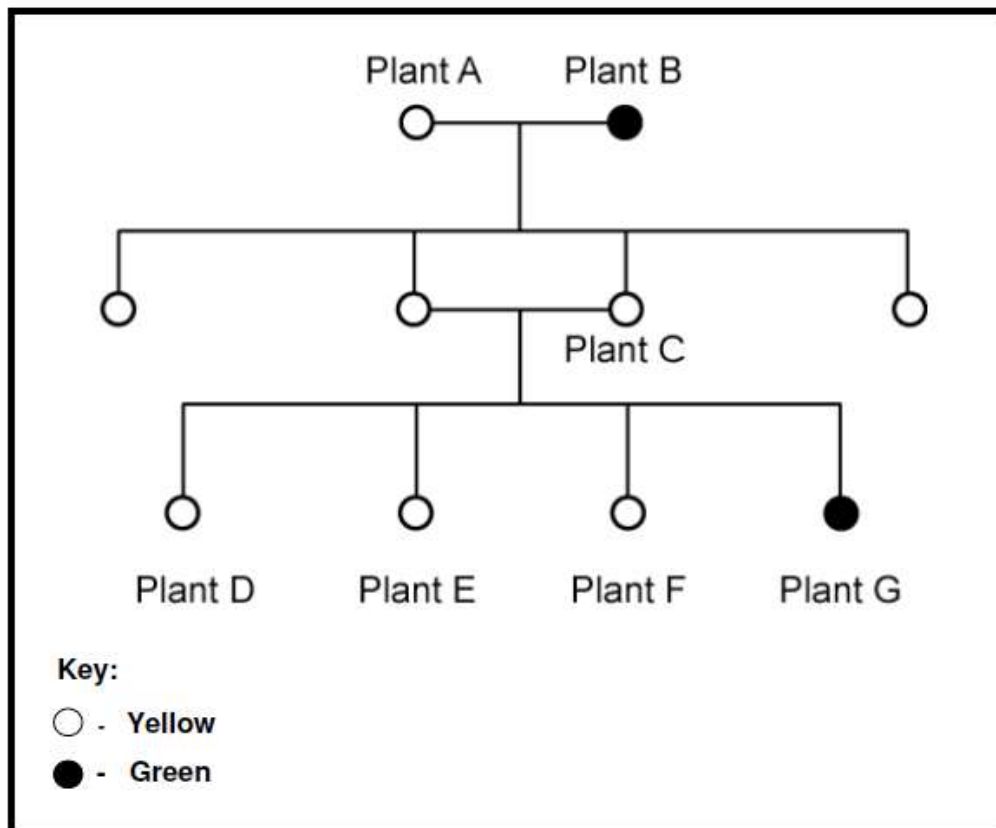 Plant A Plant B
Plant C
Plant D Plant E Plant F Plant G
Key:
- Yellow
- Green